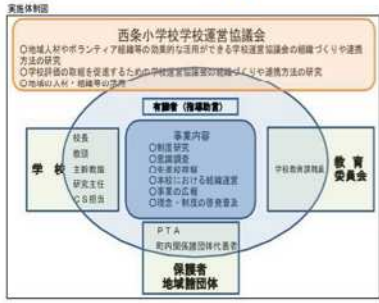 実施体制図
西条小学校学校運営協議会
○地域人材やボランティア組織等の効果的な活用ができる学校運営協議会の組織づくりや連携
方法の研究
○学校評価の取組を促進するための学校運営協議会の組織づくりや連携方法の研究
○地域の人材・組織等の活用
有識者（指導助言）
事業内容
○制度研究
○意識調査
○先進校視察
○本校における組織運営
○事業の広報
○理念・制度の啓発普及
学 校
校長
教頭
主幹教諭
研究主任
ＣＳ担当
学校教育課職員
教 育
委員会
ＰＴＡ
町内関係諸団体代表者
保護者
地域諸団体